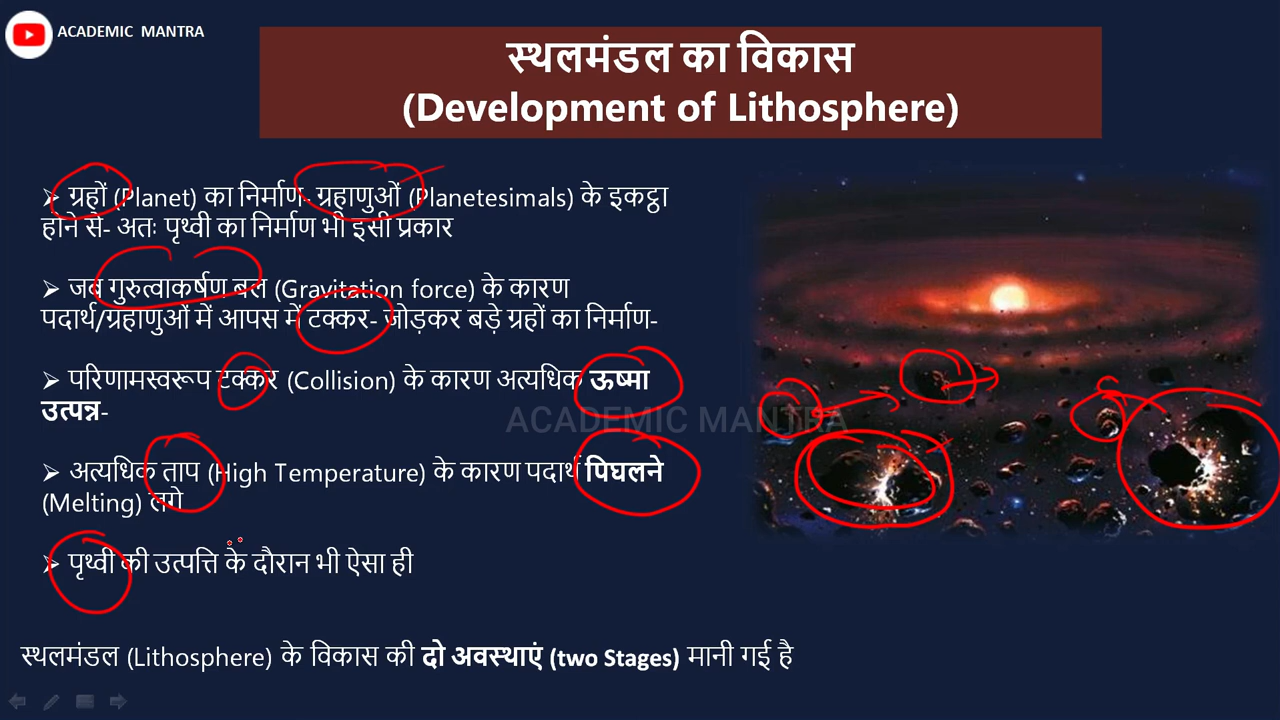 ACADEMIC MANTRA
स्थलमंडल का विकास
(Development of Lithosphere)
➢ ग्रहों (Planet) का निर्माण- ग्रहाणुओं (Planetesimals) के इकट्ठा
होने से- अतः पृथ्वी का निर्माण भी इसी प्रकार
➢ जब गुरुत्वाकर्षण बल (Gravitation force) के कारण
पदार्थ/ग्रहाणुओं में आपस में टक्कर- जोड़कर बड़े ग्रहों का निर्माण-
➢ परिणामस्वरूप टक्कर (Collision) के कारण अत्यधिक ऊष्मा
उत्पन्न-
ACADEMIC MANTRA
➢ अत्यधिक ताप (High Temperature) के कारण पदार्थ पिघलने
(Melting) लगे
➢ पृथ्वी की उत्पत्ति के दौरान भी ऐसा ही
स्थलमंडल (Lithosphere) के विकास की दो अवस्थाएं (two Stages) मानी गई है